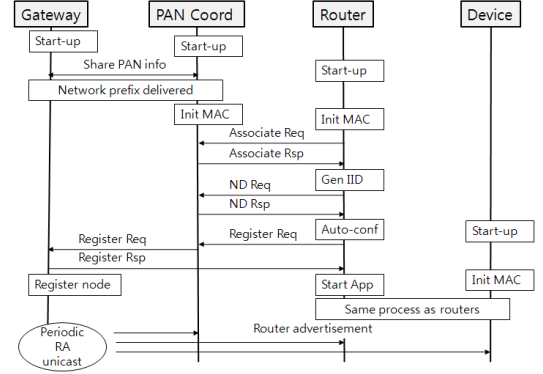 Gateway
PAN Coord
Router
Device
Start-up
Start-up
Share PAN info
Start-up
Network prefix delivered
Init MAC
Init MAC
Associate Req
Associate Rsp
Gen IID
ND Req
ND Rsp
Auto-conf
Start-up
Register Req
Register Req
Register Rsp
Register node
Start App
Init MAC
Same process as routers
Periodic
RA
unicast
Router advertisement